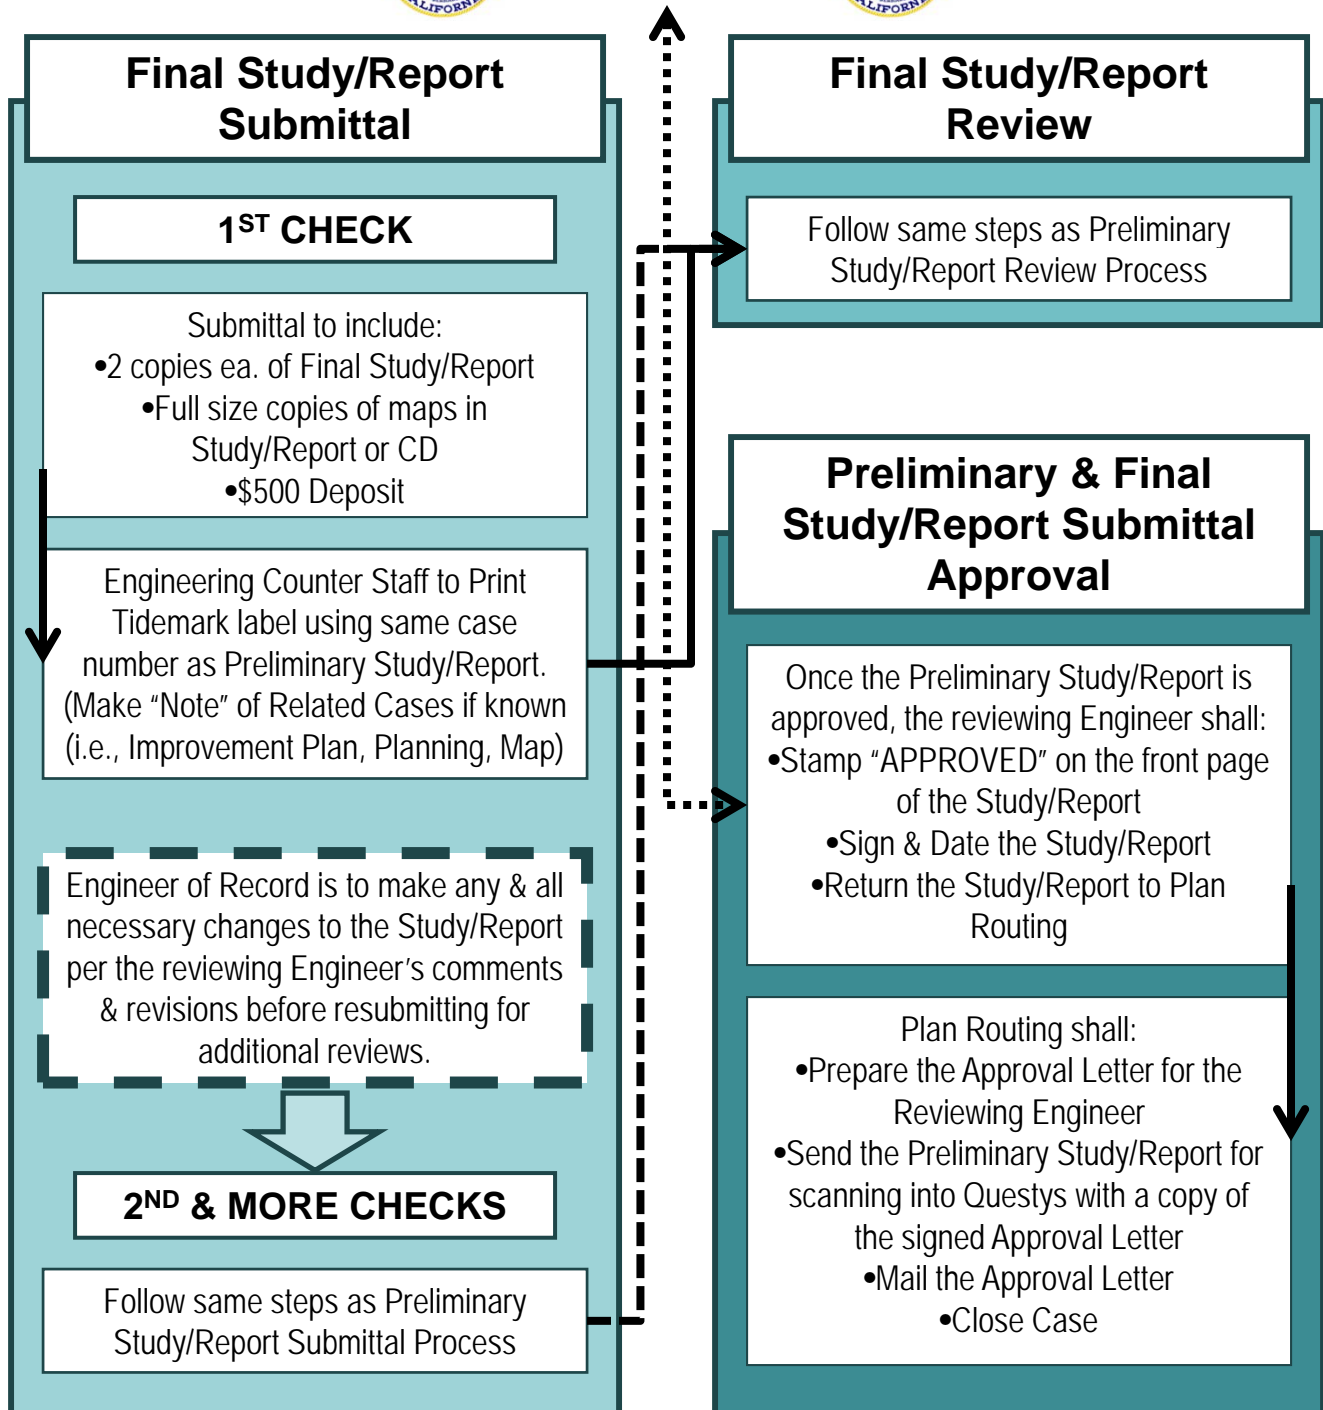 CALIFORNIA
CALIFORNIA
Final Study/Report
Submittal
1ST CHECK
Submittal to include:
•2 copies ea. of Final Study/Report
•Full size copies of maps in
Study/Report or CD
•$500 Deposit
Engineering Counter Staff to Print
Tidemark label using same case
number as Preliminary Study/Report.
(Make “Note” of Related Cases if known
(i.e., Improvement Plan, Planning, Map)
Engineer of Record is to make any & all
necessary changes to the Study/Report
per the reviewing Engineer’s comments
& revisions before resubmitting for
additional reviews.
2ND & MORE CHECKS
Follow same steps as Preliminary
Study/Report Submittal Process
Final Study/Report
Review
Follow same steps as Preliminary
Study/Report Review Process
Preliminary & Final
Study/Report Submittal
Approval
Once the Preliminary Study/Report is
approved, the reviewing Engineer shall:
•Stamp “APPROVED” on the front page
of the Study/Report
•Sign & Date the Study/Report
•Return the Study/Report to Plan
Routing
Plan Routing shall:
•Prepare the Approval Letter for the
Reviewing Engineer
•Send the Preliminary Study/Report for
scanning into Questys with a copy of
the signed Approval Letter
•Mail the Approval Letter
•Close Case